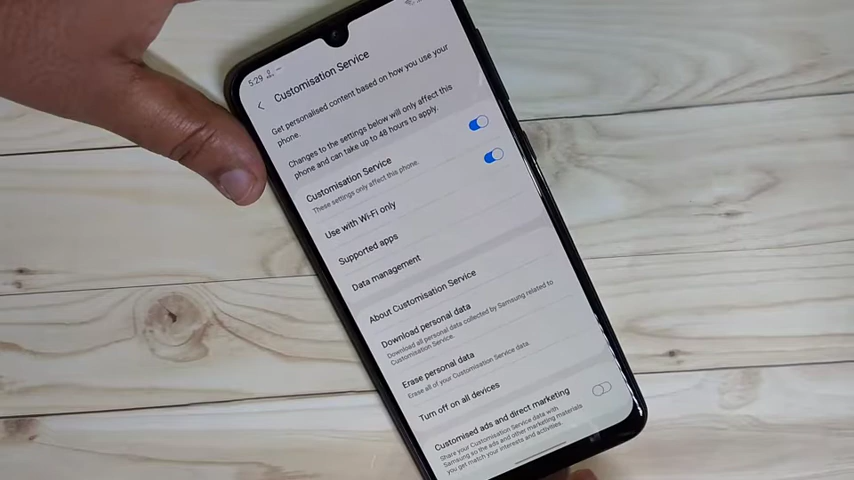 5:29
Customisation Service
Get personalised content based on how you use your
phone.
Changes to the settings below will only affect this
phone and can take up to 48 hours to apply.
Customisation Service
These settings only affect this phone.
Use with Wi-Fi only
Supported apps
Data management
About Customisation Service
Download personal data
Download all personal data collected by Samsung related to
Customisation Service.
Erase personal data
Erase all of your Customisation Service data.
Turn off on all devices
Customised ads and direct marketing
Share your Customisation Service data with
Samsung so the ads and other marketing materials
you get match your interests and activities.